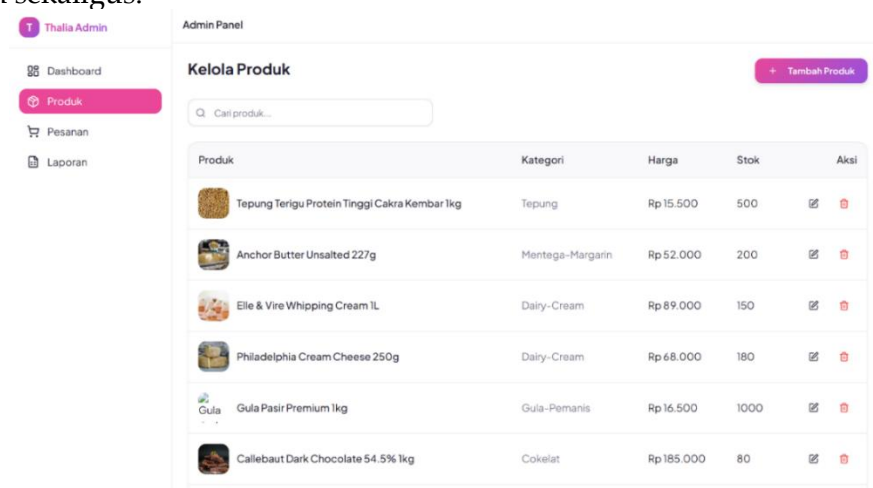 sekaligus.
T Thalia Admin
Admin Panel
Dashboard
Produk
Pesanan
Laporan
Kelola Produk
+ Tambah Produk
Cari produk...
Produk Kategori Harga Stok Aksi
Tepung Terigu Protein Tinggi Cakra Kembar 1kg Tepung Rp 15.500 500
Anchor Butter Unsalted 227g Mentega-Margarin Rp 52.000 200
Elle & Vire Whipping Cream 1L Dairy-Cream Rp 89.000 150
Philadelphia Cream Cheese 250g Dairy-Cream Rp 68.000 180
Gula Gula Pasir Premium 1kg Gula-Pemanis Rp 16.500 1000
Callebaut Dark Chocolate 54.5% 1kg Cokelat Rp 185.000 80